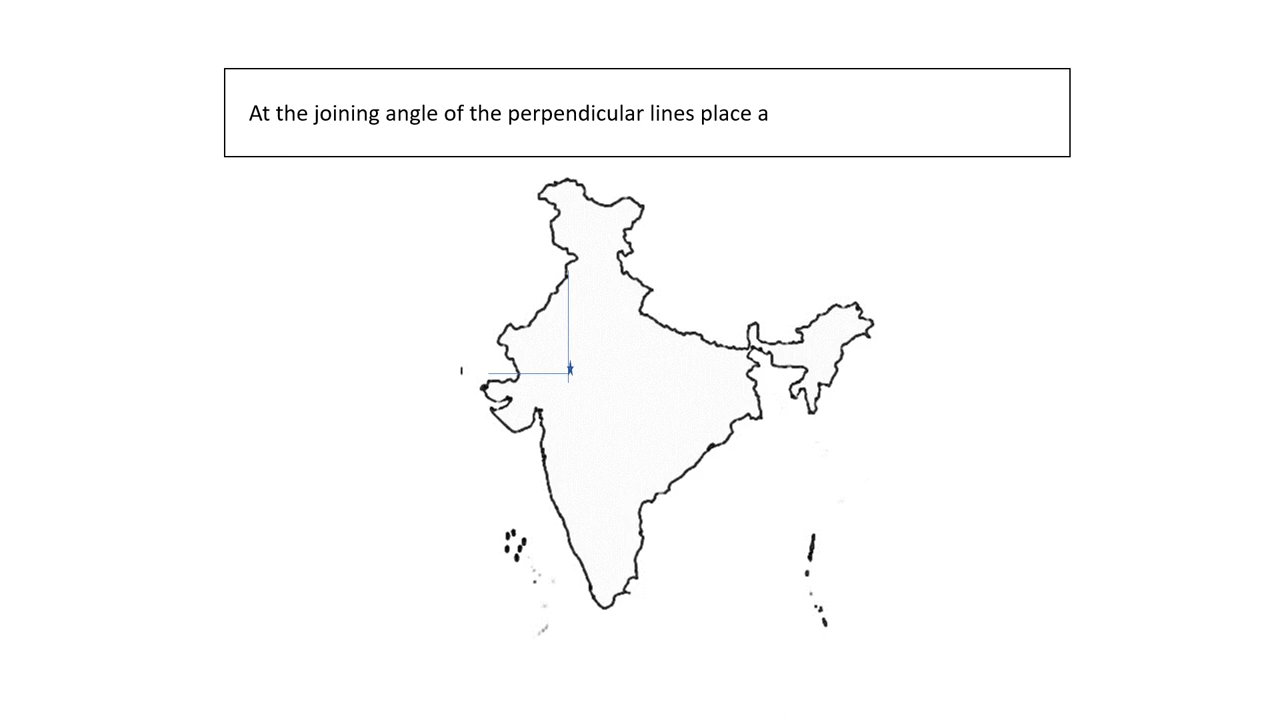 At the joining angle of the perpendicular lines place a